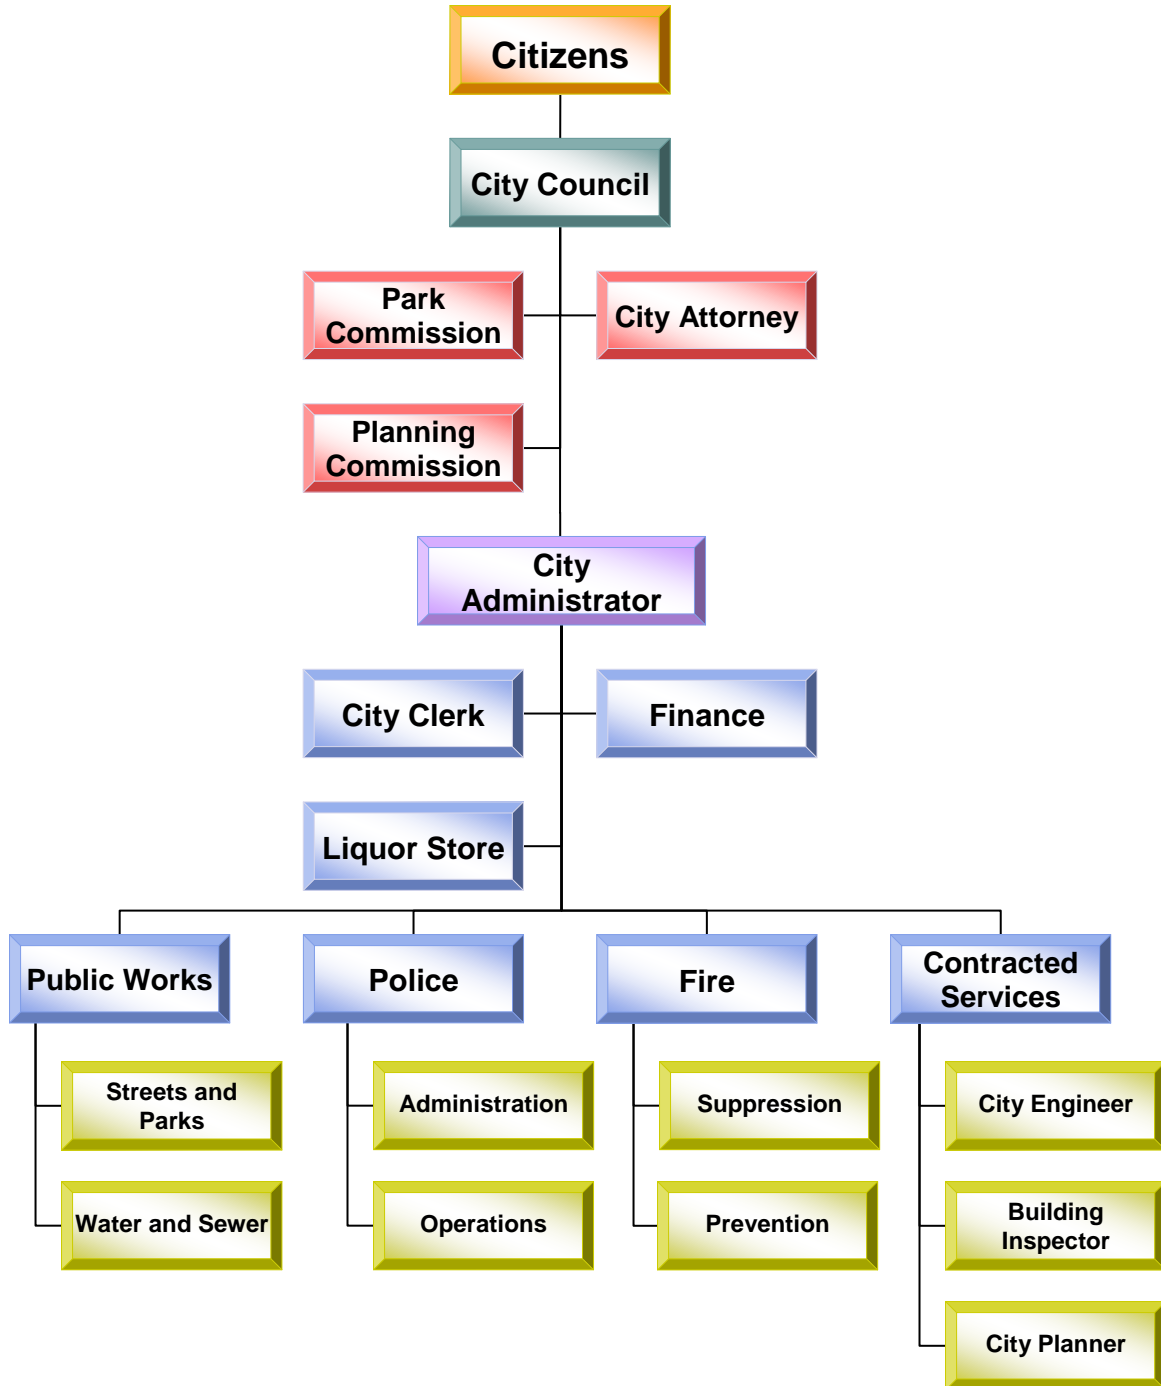 Citizens
City Council
Park
Commission
City Attorney
Planning
Commission
City
Administrator
City Clerk
Finance
Liquor Store
Public Works
Police
Fire
Contracted
Services
Streets and
Parks
Administration
Suppression
City Engineer
Water and Sewer
Operations
Prevention
Building
Inspector
City Planner